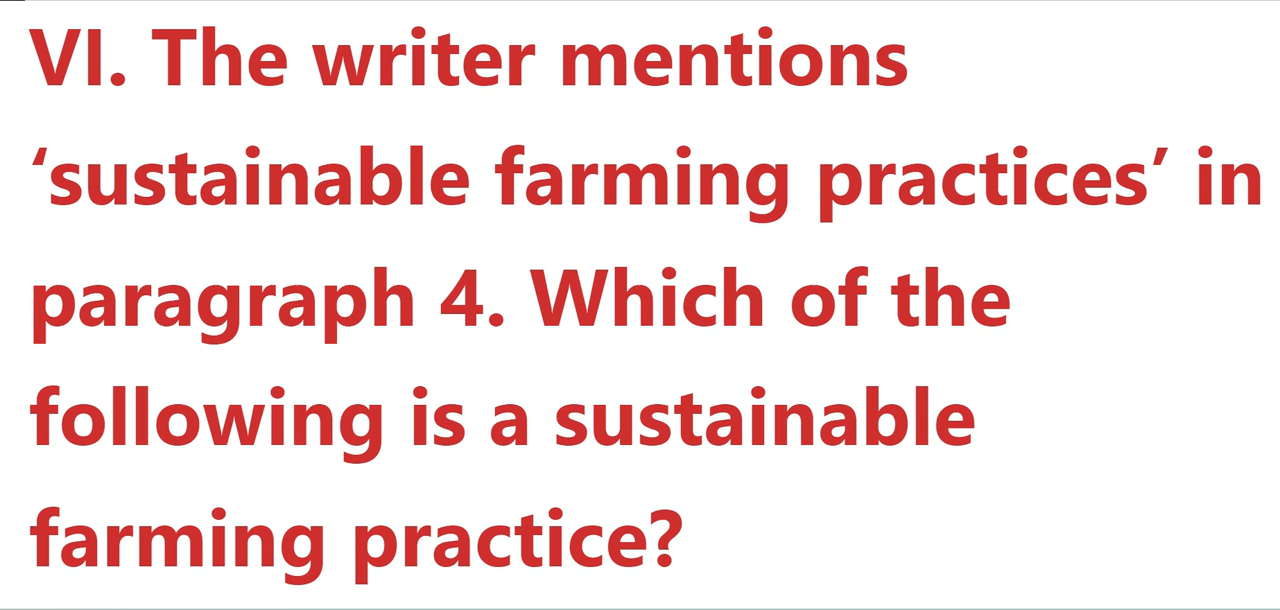 VI. The writer mentions
‘sustainable farming practices’ in
paragraph 4. Which of the
following is a sustainable
farming practice?